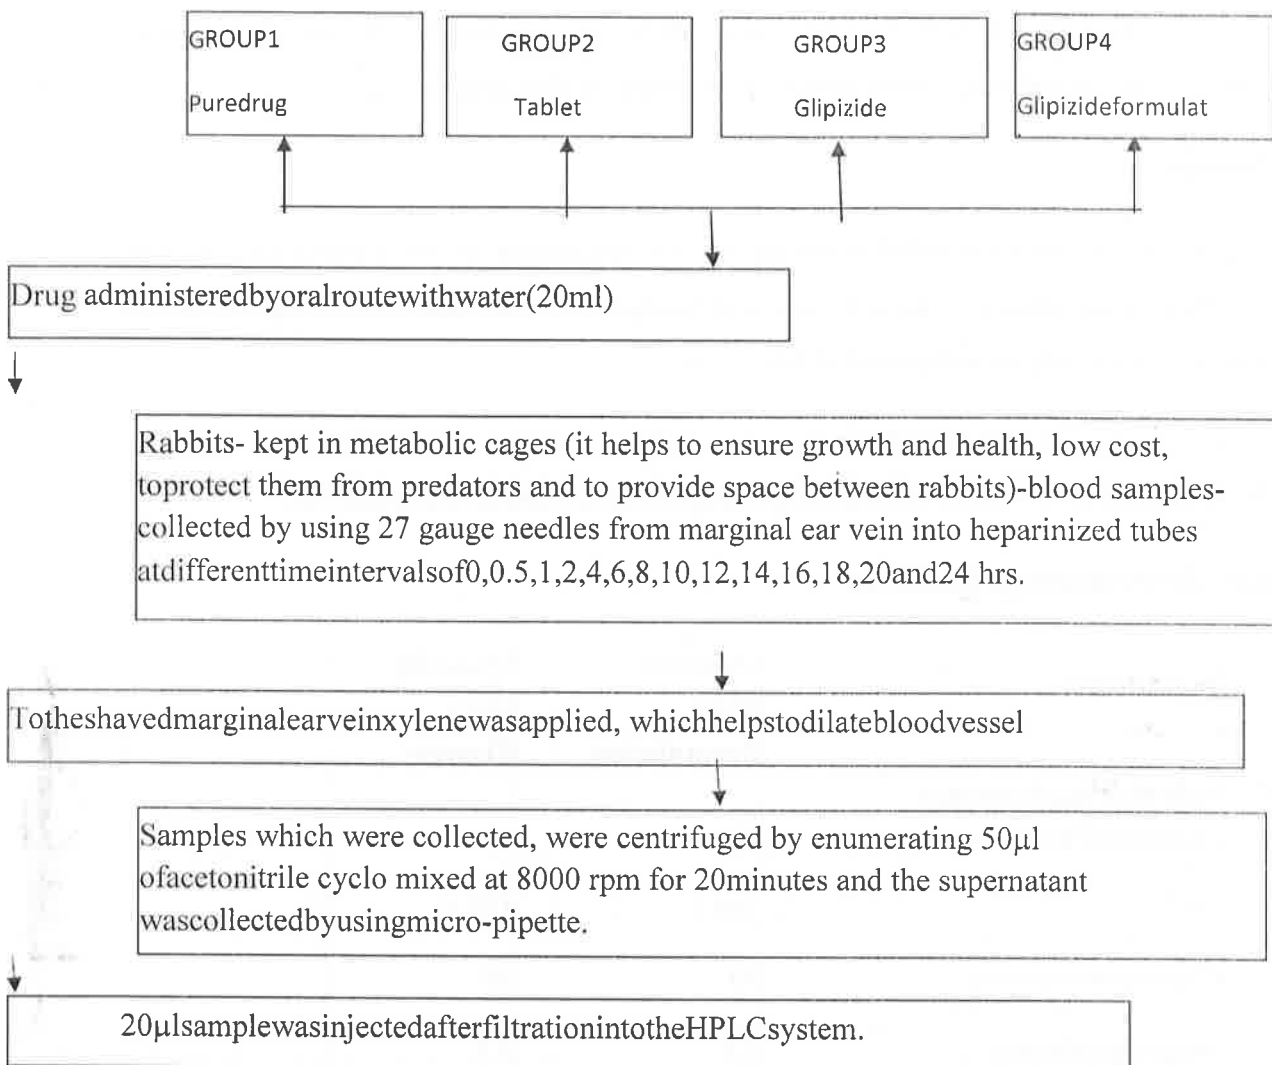 GROUP1
Puredrug
GROUP2
Tablet
GROUP3
Glipizide
GROUP4
Glipizideformulat
Drug administeredbyoralroutewithwater(20ml)
Rabbits- kept in metabolic cages (it helps to ensure growth and health, low cost,
toprotect them from predators and to provide space between rabbits)-blood samples-
collected by using 27 gauge needles from marginal ear vein into heparinized tubes
atdifferenttimeintervalsof0,0.5,1,2,4,6,8,10,12,14,16,18,20and24 hrs.
Totheshavedmarginalearveinxylenewasapplied, whichhelpstodilatebloodvessel
Samples which were collected, were centrifuged by enumerating 50µl
ofacetonitrile cyclo mixed at 8000 rpm for 20minutes and the supernatant
wascollectedbyusingmicro-pipette.
20µlsamplewasinjectedafterfiltrationintotheHPLCsystem.